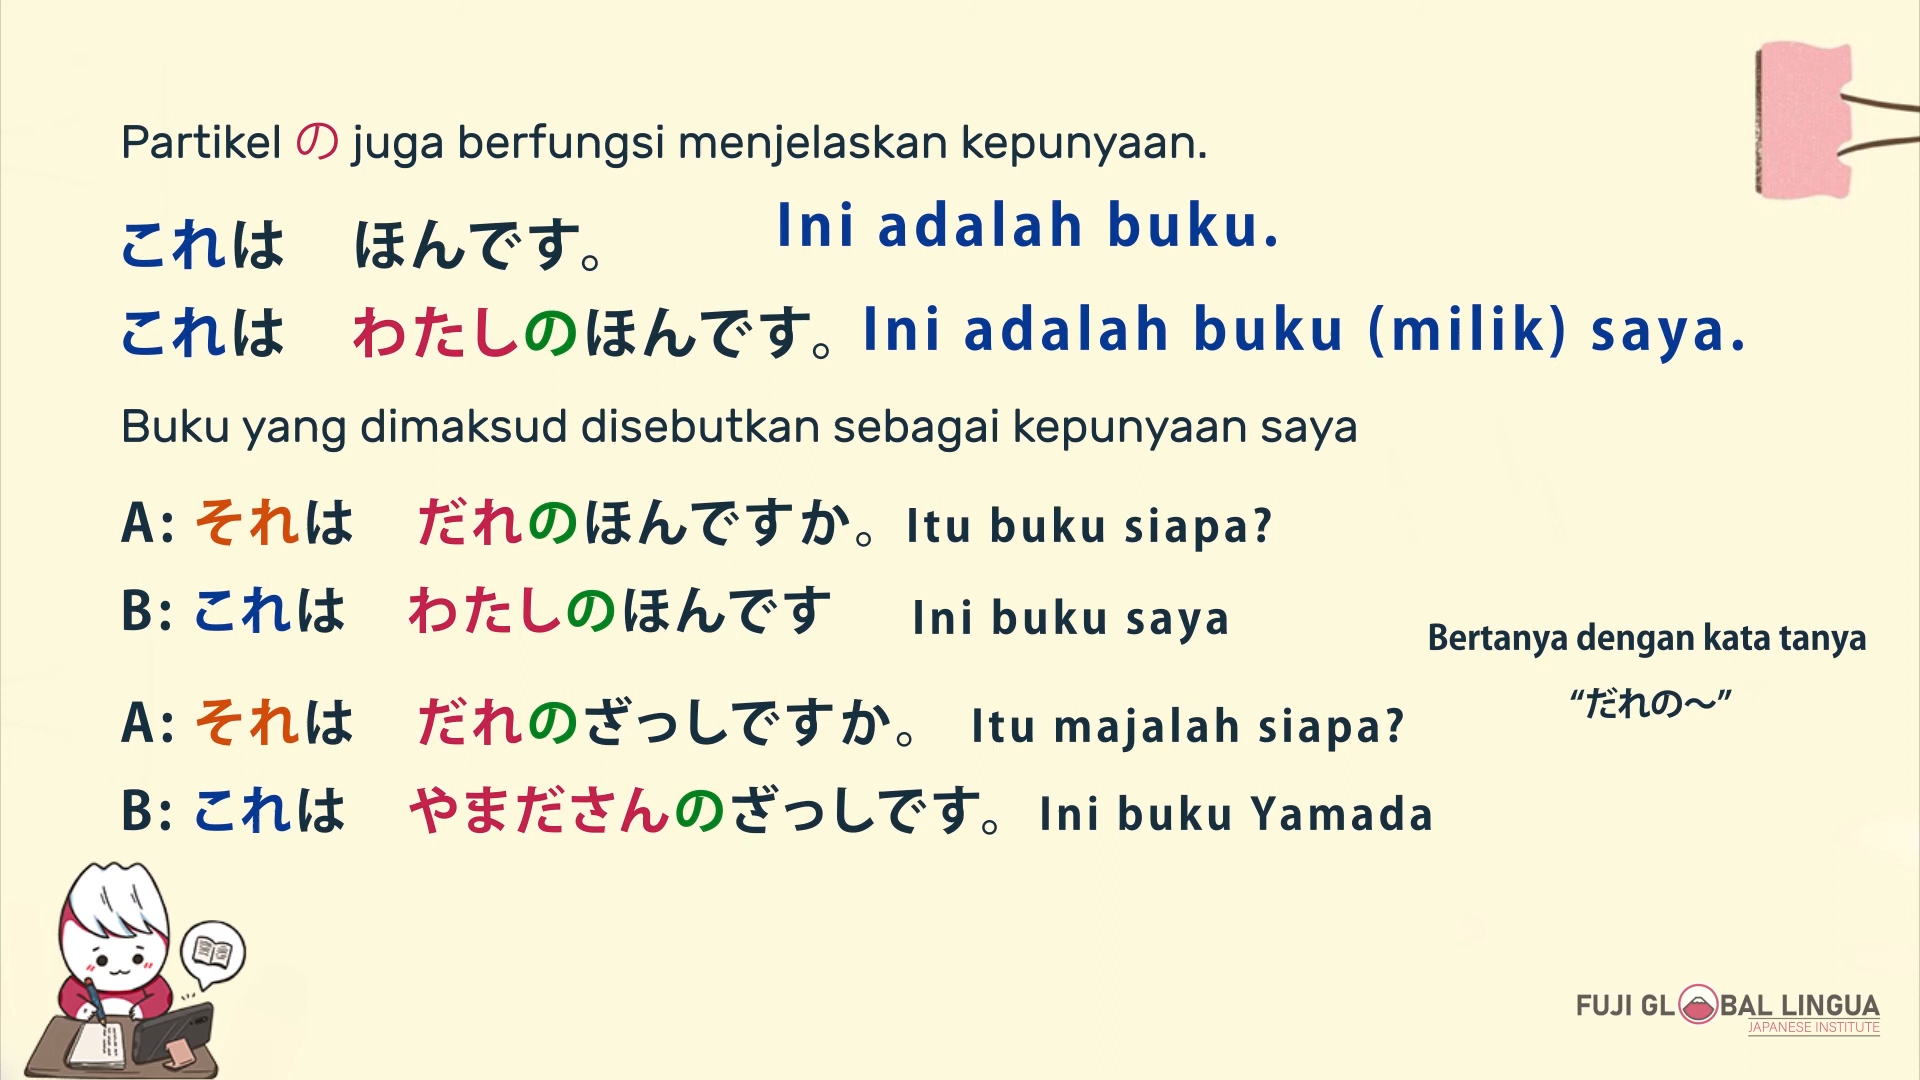 Partikel の juga berfungsi menjelaskan kepunyaan.
これは　ほんです。 Ini adalah buku.
これは　わたしのほんです。 Ini adalah buku (milik) saya.
Buku yang dimaksud disebutkan sebagai kepunyaan saya
A: それは　だれのほんですか。 Itu buku siapa?
B: これは　わたしのほんです Ini buku saya
Bertanya dengan kata tanya
“だれの～”
A: それは　だれのざっしですか。 Itu majalah siapa?
B: これは　やまださんのざっしです。 Ini buku Yamada
FUJI GLOBAL LINGUA
JAPANESE INSTITUTE